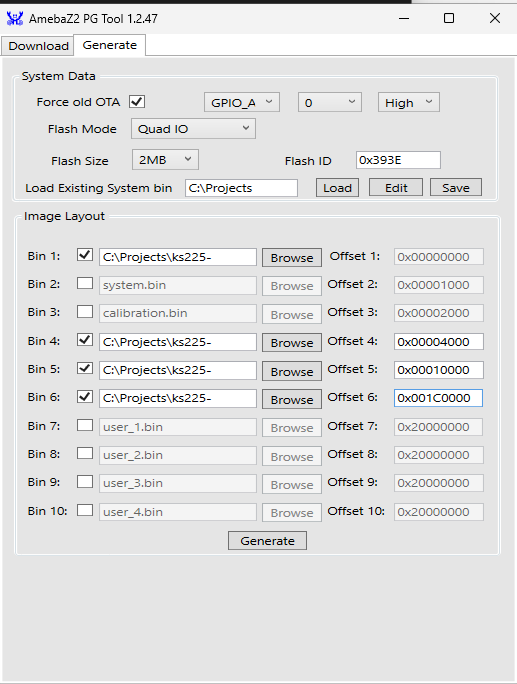 AmebaZ2 PG Tool 1.2.47
Download Generate
System Data
Force old OTA GPIO_A 0 High
Flash Mode Quad IO
Flash Size 2MB Flash ID 0x393E
Load Existing System bin C:\Projects Load Edit Save
Image Layout
Bin 1: C:\Projects\ks225- Browse Offset 1: 0x00000000
Bin 2: system.bin Browse Offset 2: 0x00001000
Bin 3: calibration.bin Browse Offset 3: 0x00002000
Bin 4: C:\Projects\ks225- Browse Offset 4: 0x00004000
Bin 5: C:\Projects\ks225- Browse Offset 5: 0x00010000
Bin 6: C:\Projects\ks225- Browse Offset 6: 0x001C0000
Bin 7: user_1.bin Browse Offset 7: 0x20000000
Bin 8: user_2.bin Browse Offset 8: 0x20000000
Bin 9: user_3.bin Browse Offset 9: 0x20000000
Bin 10: user_4.bin Browse Offset 10: 0x20000000
Generate